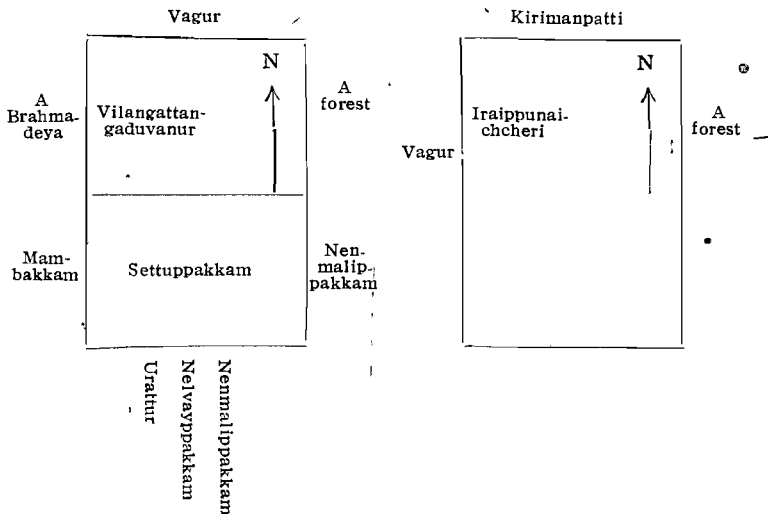 Vagur
A
Brahma-
deya
Vilangattan-
gaduvanur
N
A
forest
Mam-
bakkam
Settuppakkam
Nen-
malip-
pakkam
Urattur
Nelvayppakkam
Nenmalippakkam
Kirimanpatti
Vagur
Iraippunai-
chcheri
N
A
forest